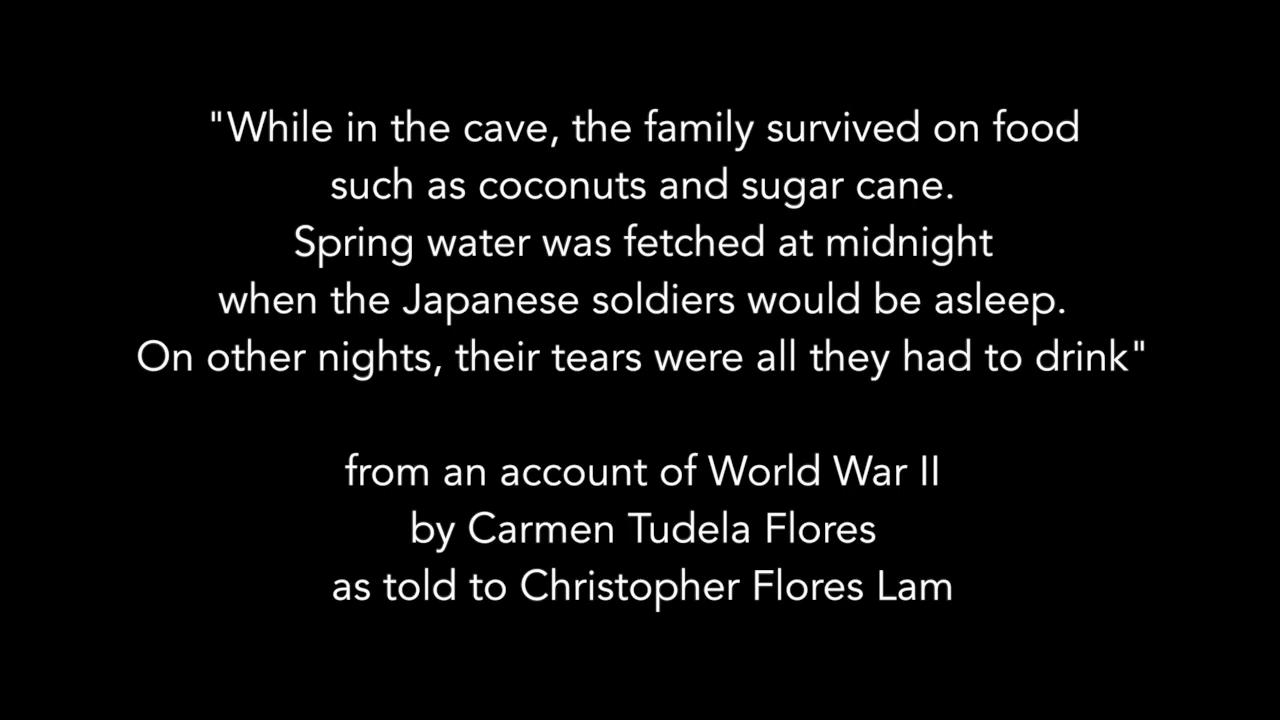 "While in the cave, the family survived on food
such as coconuts and sugar cane.
Spring water was fetched at midnight
when the Japanese soldiers would be asleep.
On other nights, their tears were all they had to drink"
from an account of World War II
by Carmen Tudela Flores
as told to Christopher Flores Lam